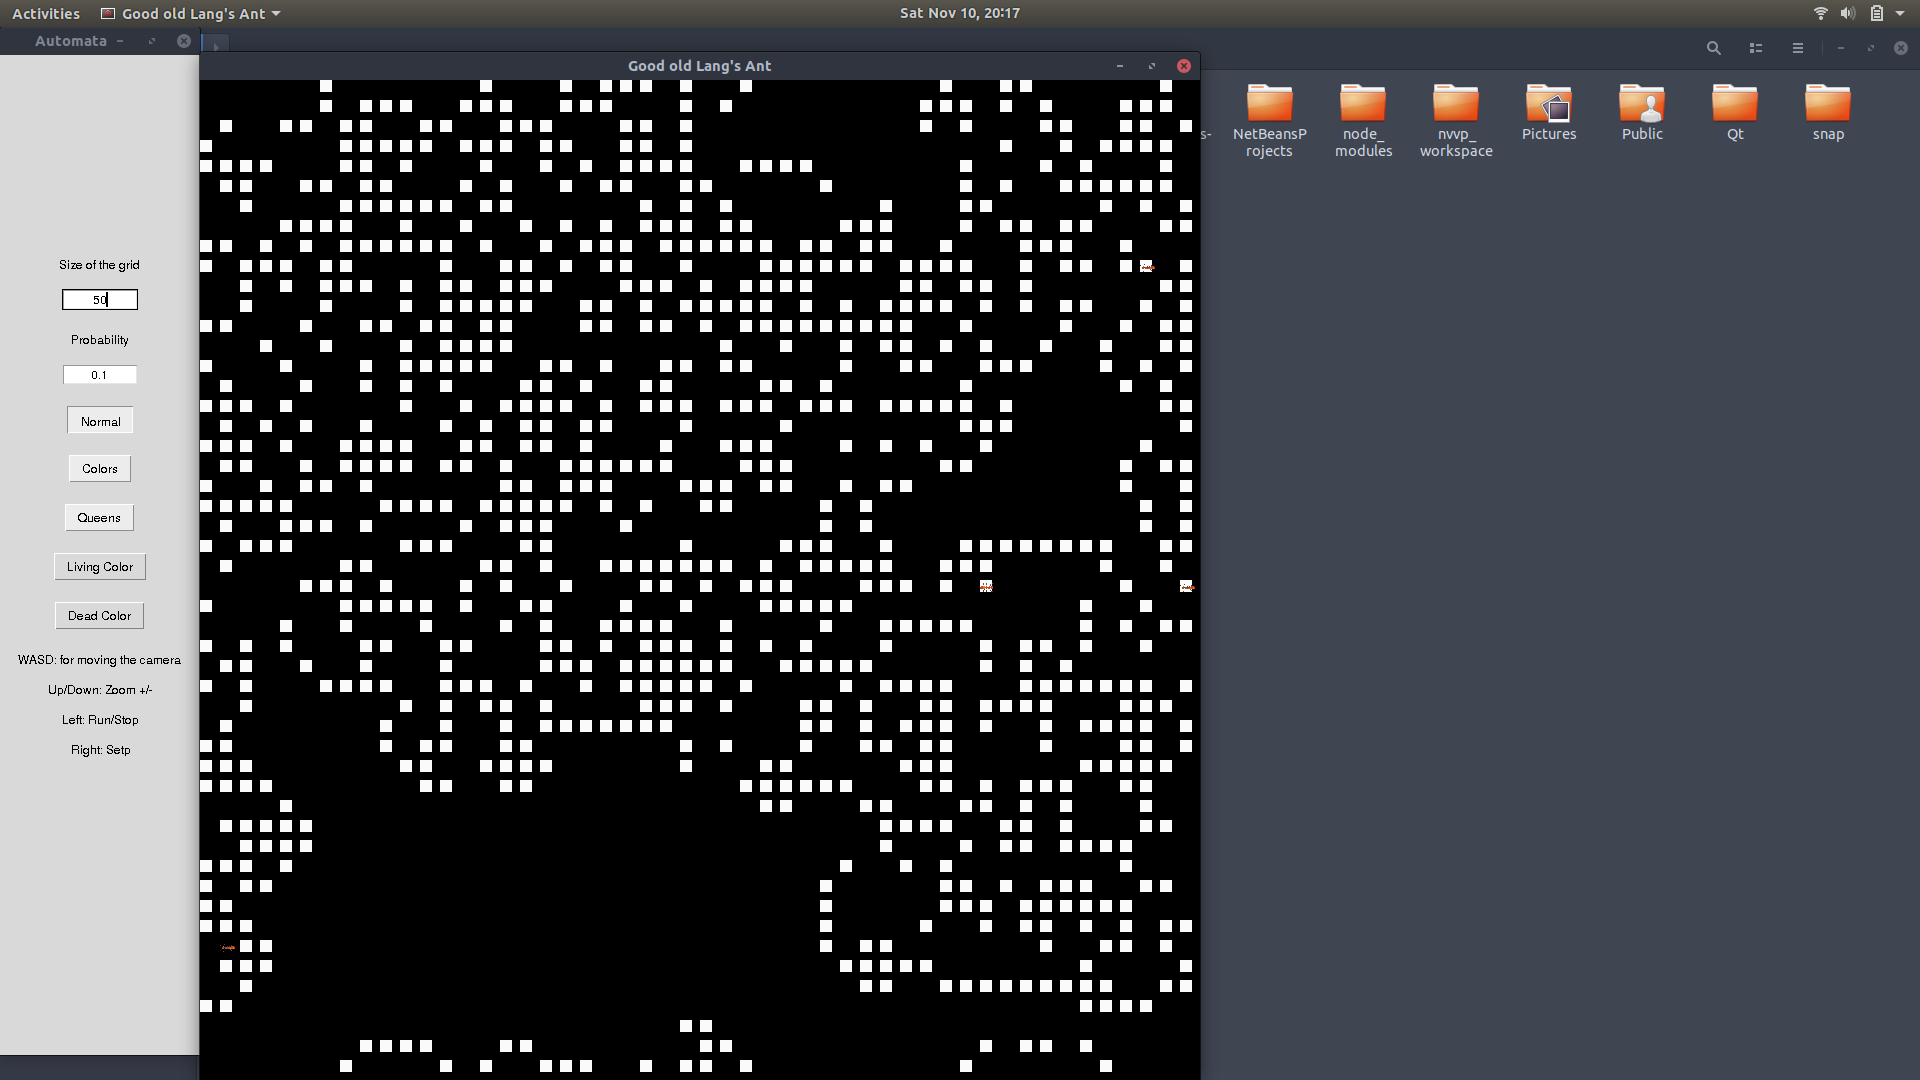 Activities
Good old Lang's Ant
Sat Nov 10, 20:17
Automata
Good old Lang's Ant
Size of the grid
50
Probability
0.1
Normal
Colors
Queens
Living Color
Dead Color
WASD: for moving the camera
Up/Down: Zoom +/-
Left: Run/Stop
Right: Setp
s-
NetBeansP
rojects
node_
modules
nvvp_
workspace
Pictures
Public
Qt
snap